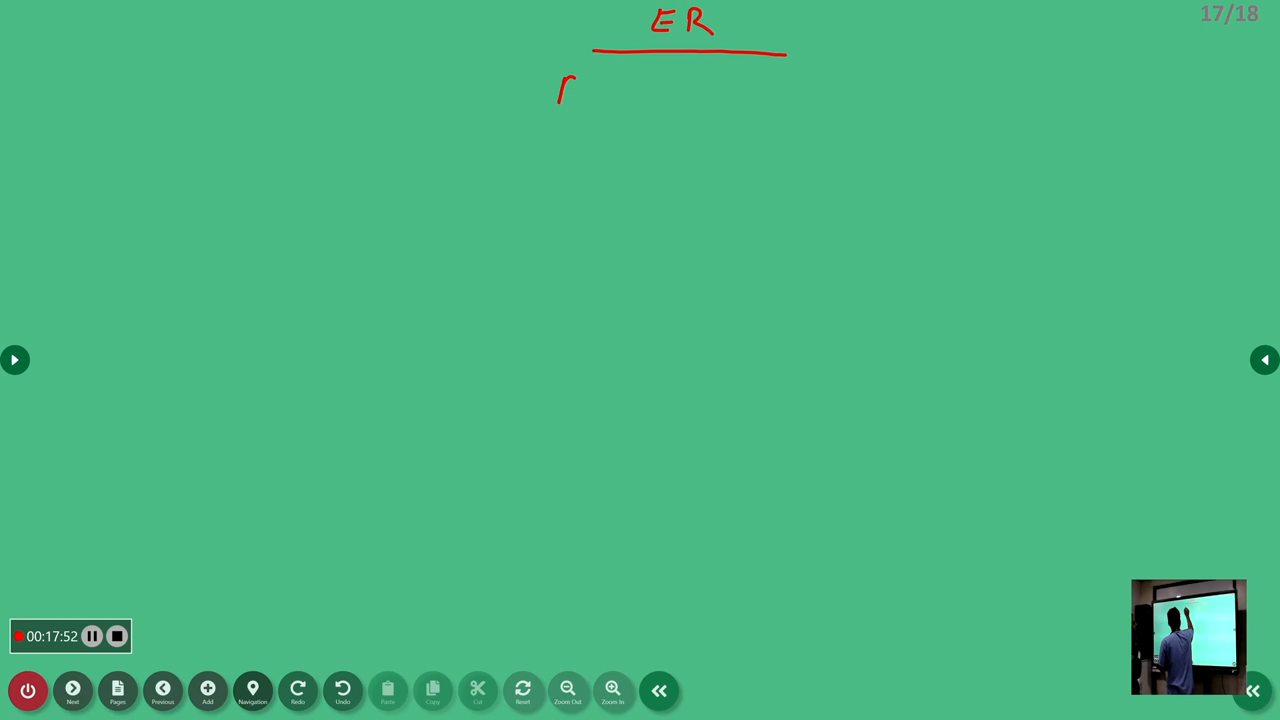 17/18
ER
r
00:17:52
Next Pages Previous Add Navigation Redo Undo Paste Copy Cut Reset Zoom Out Zoom In